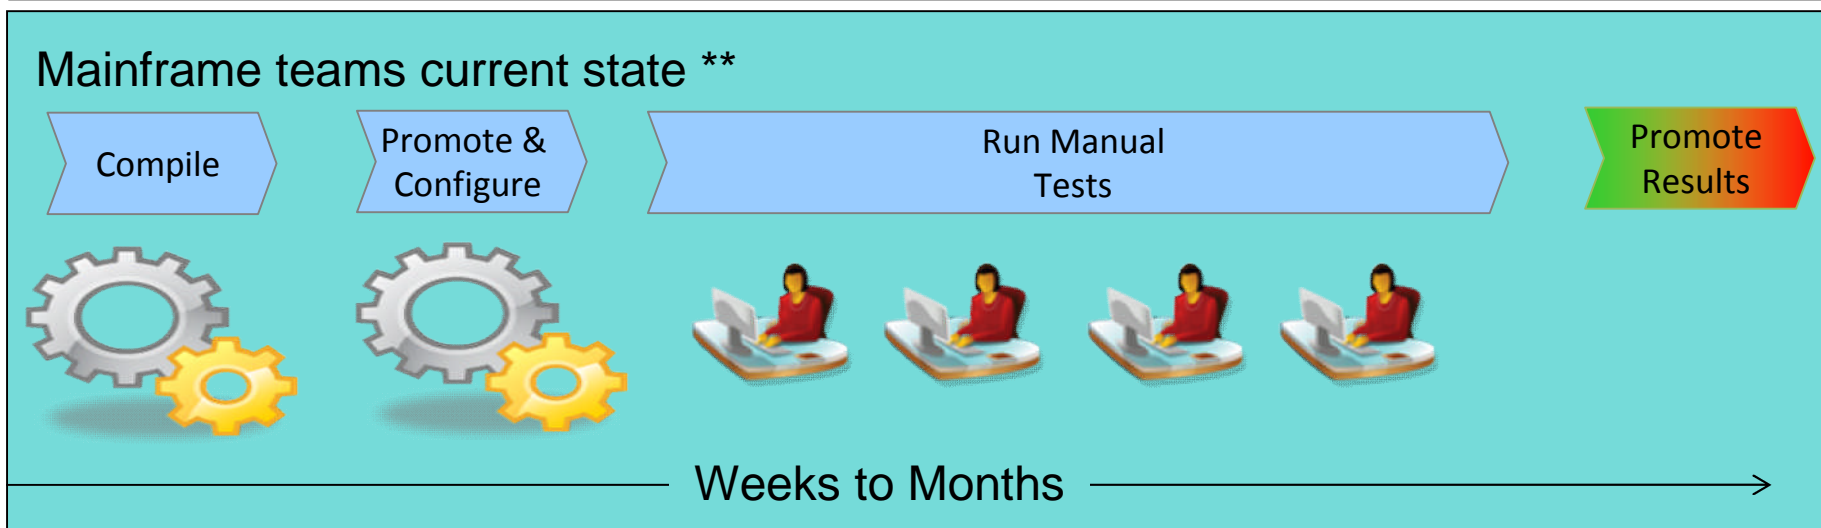 Mainframe teams current state **
Compile
Promote &
Configure
Run Manual
Tests
Promote
Results
Weeks to Months